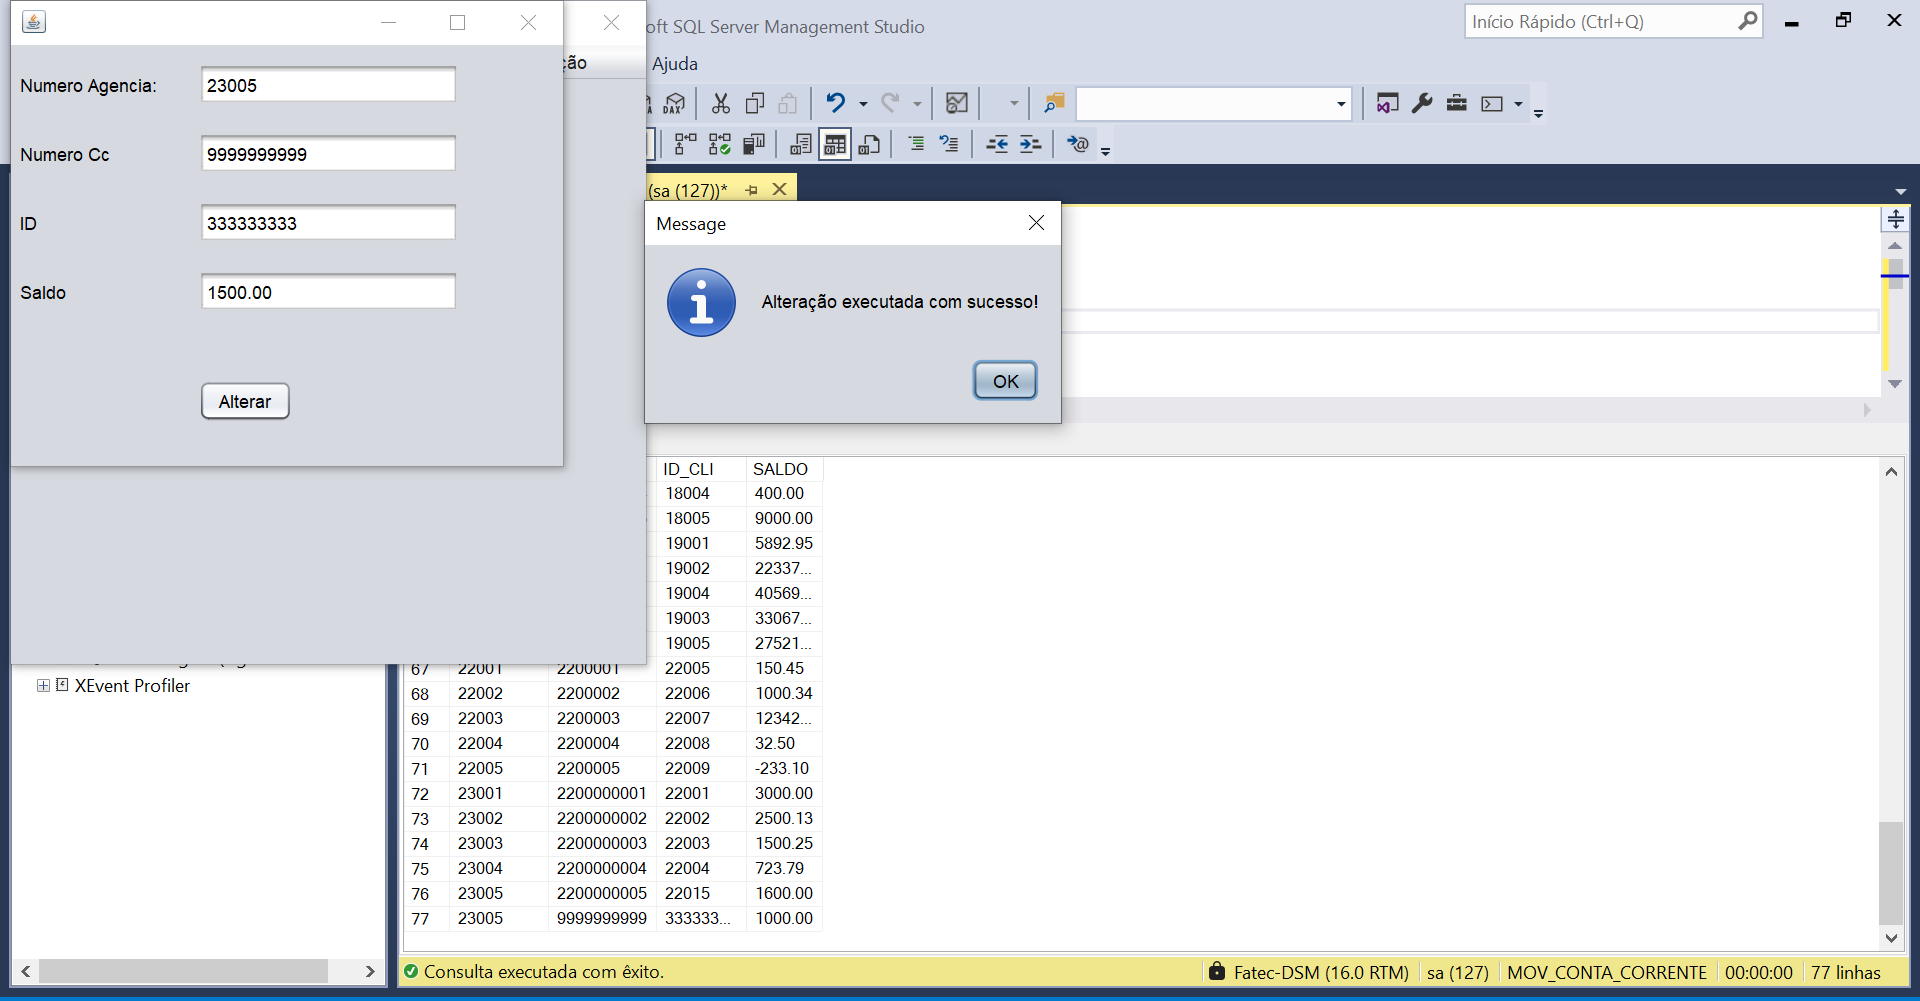 oft SQL Server Management Studio
Início Rápido (Ctrl+Q)
ção
Ajuda
Numero Agencia:
23005
Numero Cc
9999999999
ID
333333333
Saldo
1500.00
Alterar
DAX
(sa (127))*
Message
Alteração executada com sucesso!
OK
XEvent Profiler
ID_CLI SALDO
18004 400.00
18005 9000.00
19001 5892.95
19002 22337...
19004 40569...
19003 33067...
19005 27521...
67 22001 2200001 22005 150.45
68 22002 2200002 22006 1000.34
69 22003 2200003 22007 12342...
70 22004 2200004 22008 32.50
71 22005 2200005 22009 -233.10
72 23001 2200000001 22001 3000.00
73 23002 2200000002 22002 2500.13
74 23003 2200000003 22003 1500.25
75 23004 2200000004 22004 723.79
76 23005 2200000005 22015 1600.00
77 23005 9999999999 333333... 1000.00
Consulta executada com êxito.
Fatec-DSM (16.0 RTM)
sa (127)
MOV_CONTA_CORRENTE
00:00:00
77 linhas